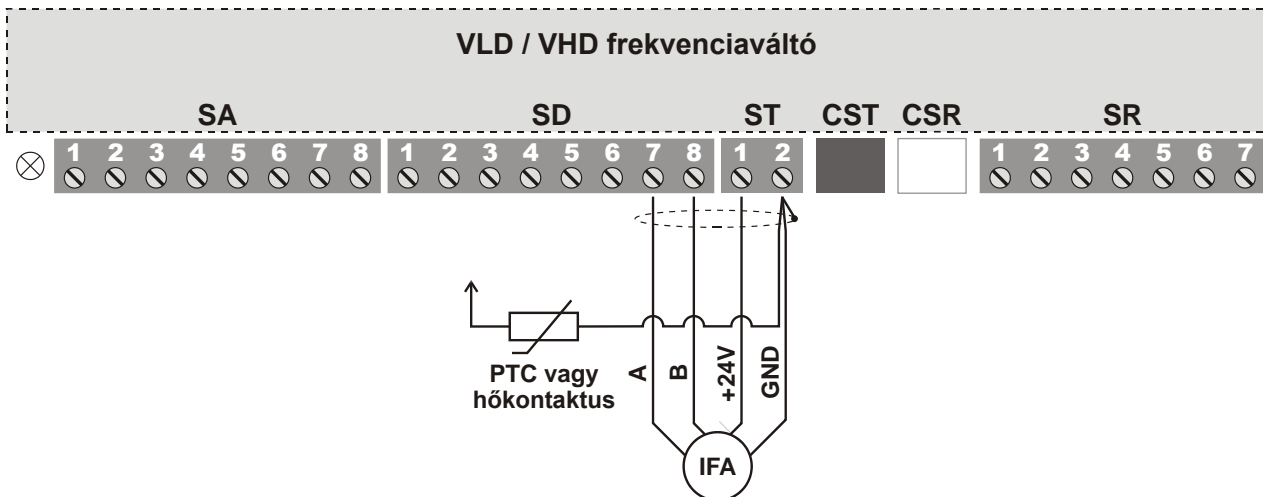 VLD / VHD frekvenciaváltó
SA SD ST CST CSR SR
1 2 3 4 5 6 7 8 1 2 3 4 5 6 7 8 1 2 1 2 3 4 5 6 7
PTC vagy
hőkontaktus
A
B
+24V
GND
IFA